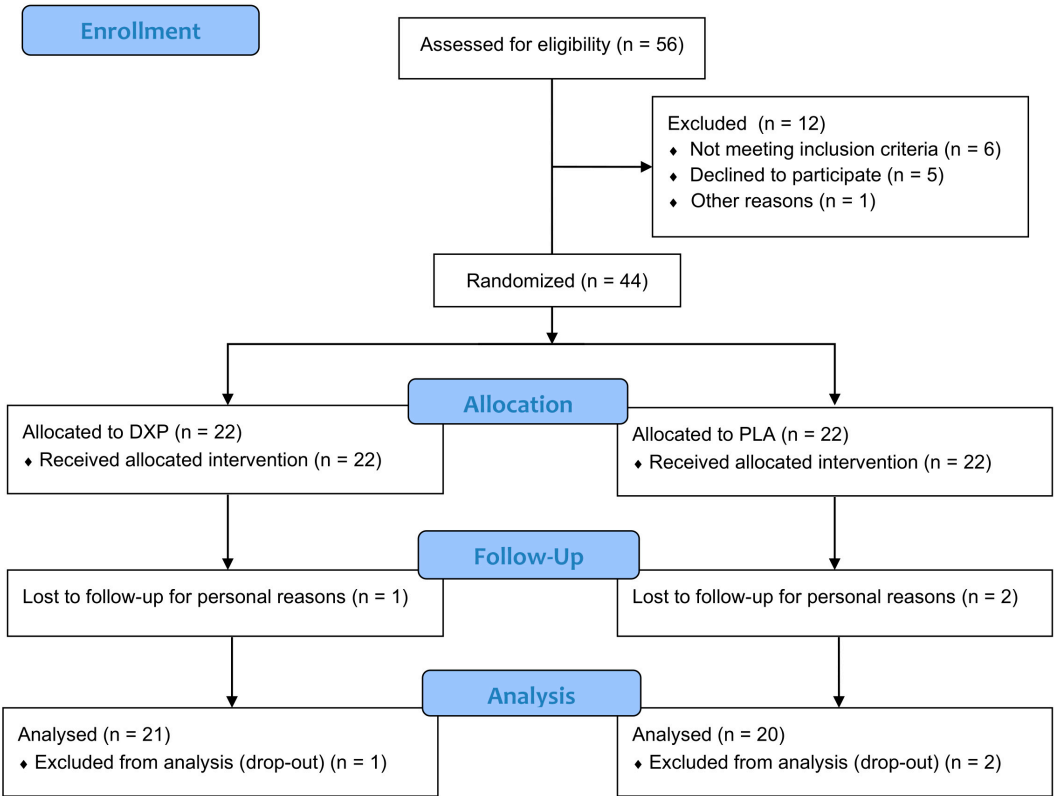 Enrollment
Assessed for eligibility (n = 56)
Excluded (n = 12)
♦ Not meeting inclusion criteria (n = 6)
♦ Declined to participate (n = 5)
♦ Other reasons (n = 1)
Randomized (n = 44)
Allocation
Allocated to DXP (n = 22)
♦ Received allocated intervention (n = 22)
Allocated to PLA (n = 22)
♦ Received allocated intervention (n = 22)
Follow-Up
Lost to follow-up for personal reasons (n = 1)
Lost to follow-up for personal reasons (n = 2)
Analysis
Analysed (n = 21)
♦ Excluded from analysis (drop-out) (n = 1)
Analysed (n = 20)
♦ Excluded from analysis (drop-out) (n = 2)